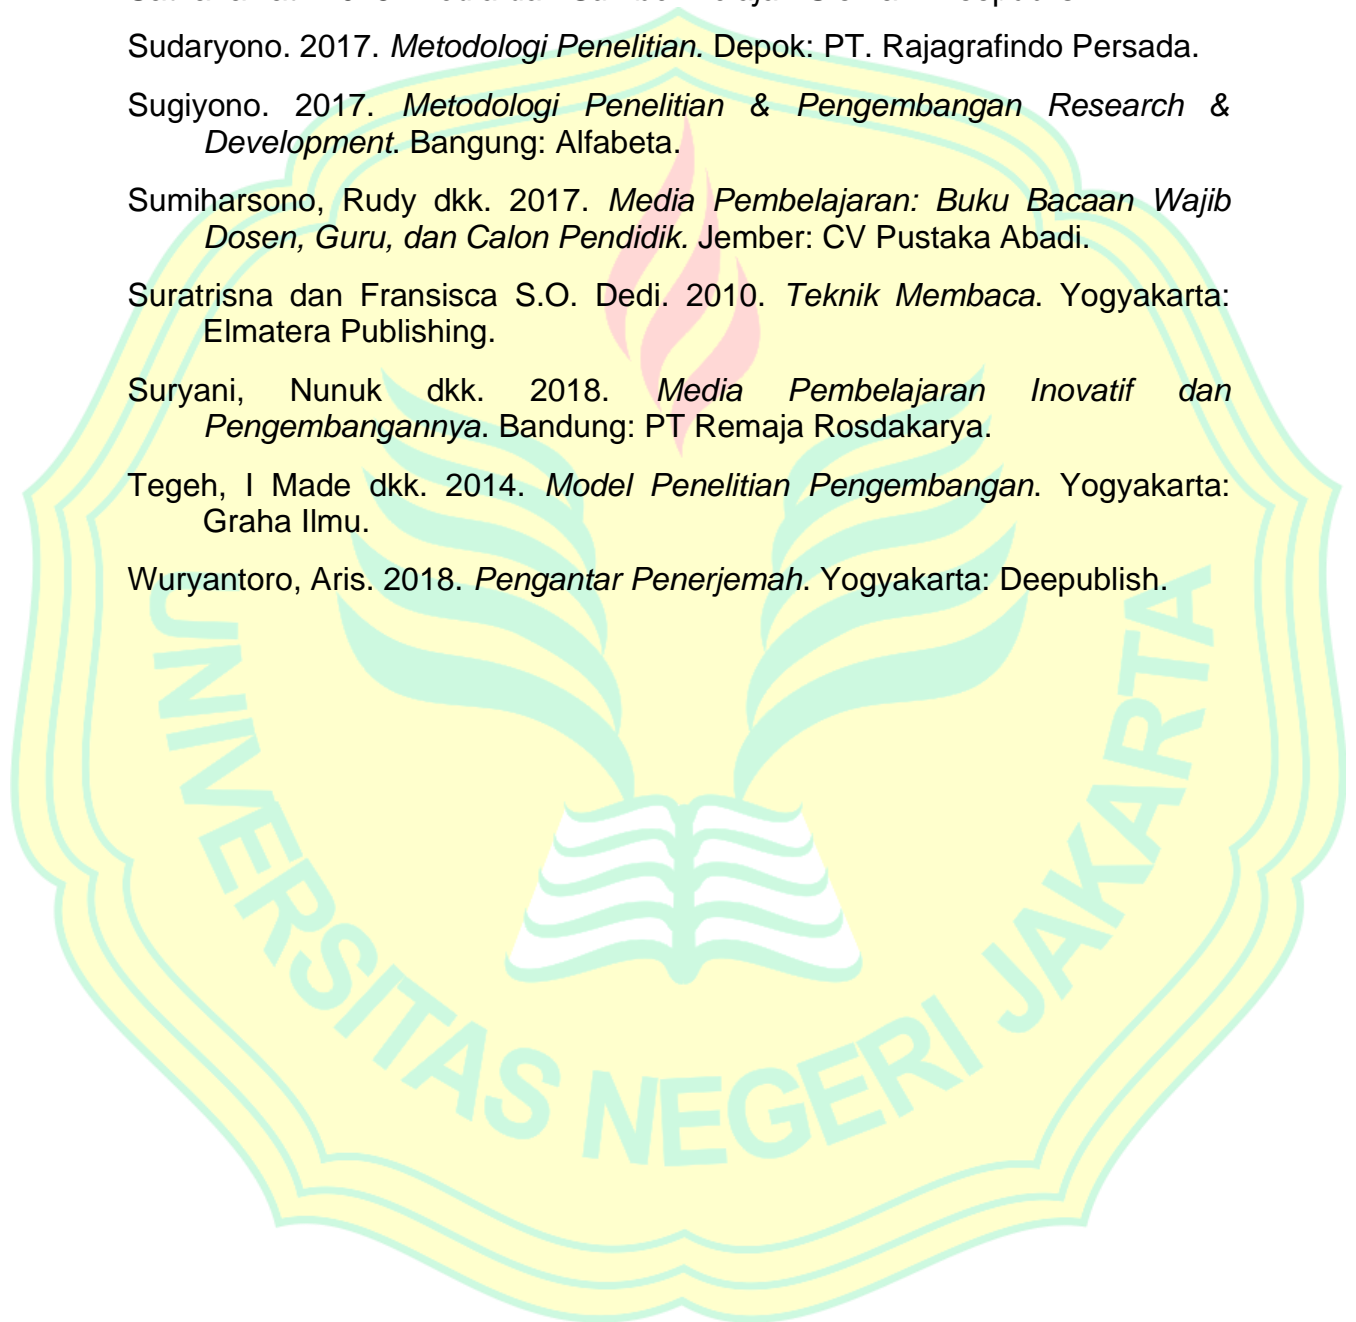 Sudaryono. 2017. Metodologi Penelitian. Depok: PT. Rajagrafindo Persada.
Sugiyono. 2017. Metodologi Penelitian & Pengembangan Research &
Development. Bangung: Alfabeta.
Sumiharsono, Rudy dkk. 2017. Media Pembelajaran: Buku Bacaan Wajib
Dosen, Guru, dan Calon Pendidik. Jember: CV Pustaka Abadi.
Suratrisna dan Fransisca S.O. Dedi. 2010. Teknik Membaca. Yogyakarta:
Elmatera Publishing.
Suryani, Nunuk dkk. 2018. Media Pembelajaran Inovatif dan
Pengembangannya. Bandung: PT Remaja Rosdakarya.
Tegeh, I Made dkk. 2014. Model Penelitian Pengembangan. Yogyakarta:
Graha Ilmu.
Wuryantoro, Aris. 2018. Pengantar Penerjemah. Yogyakarta: Deepublish.
UNIVERSITAS NEGERI JAKARTA